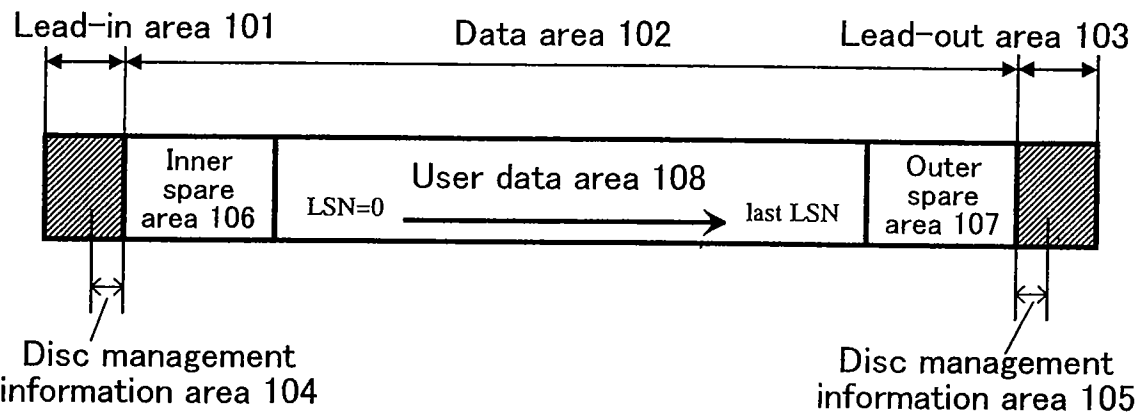 Lead-in area 101
Data area 102
Lead-out area 103
Inner
spare
area 106
User data area 108
LSN=0
last LSN
Outer
spare
area 107
Disc management
information area 104
Disc management
information area 105